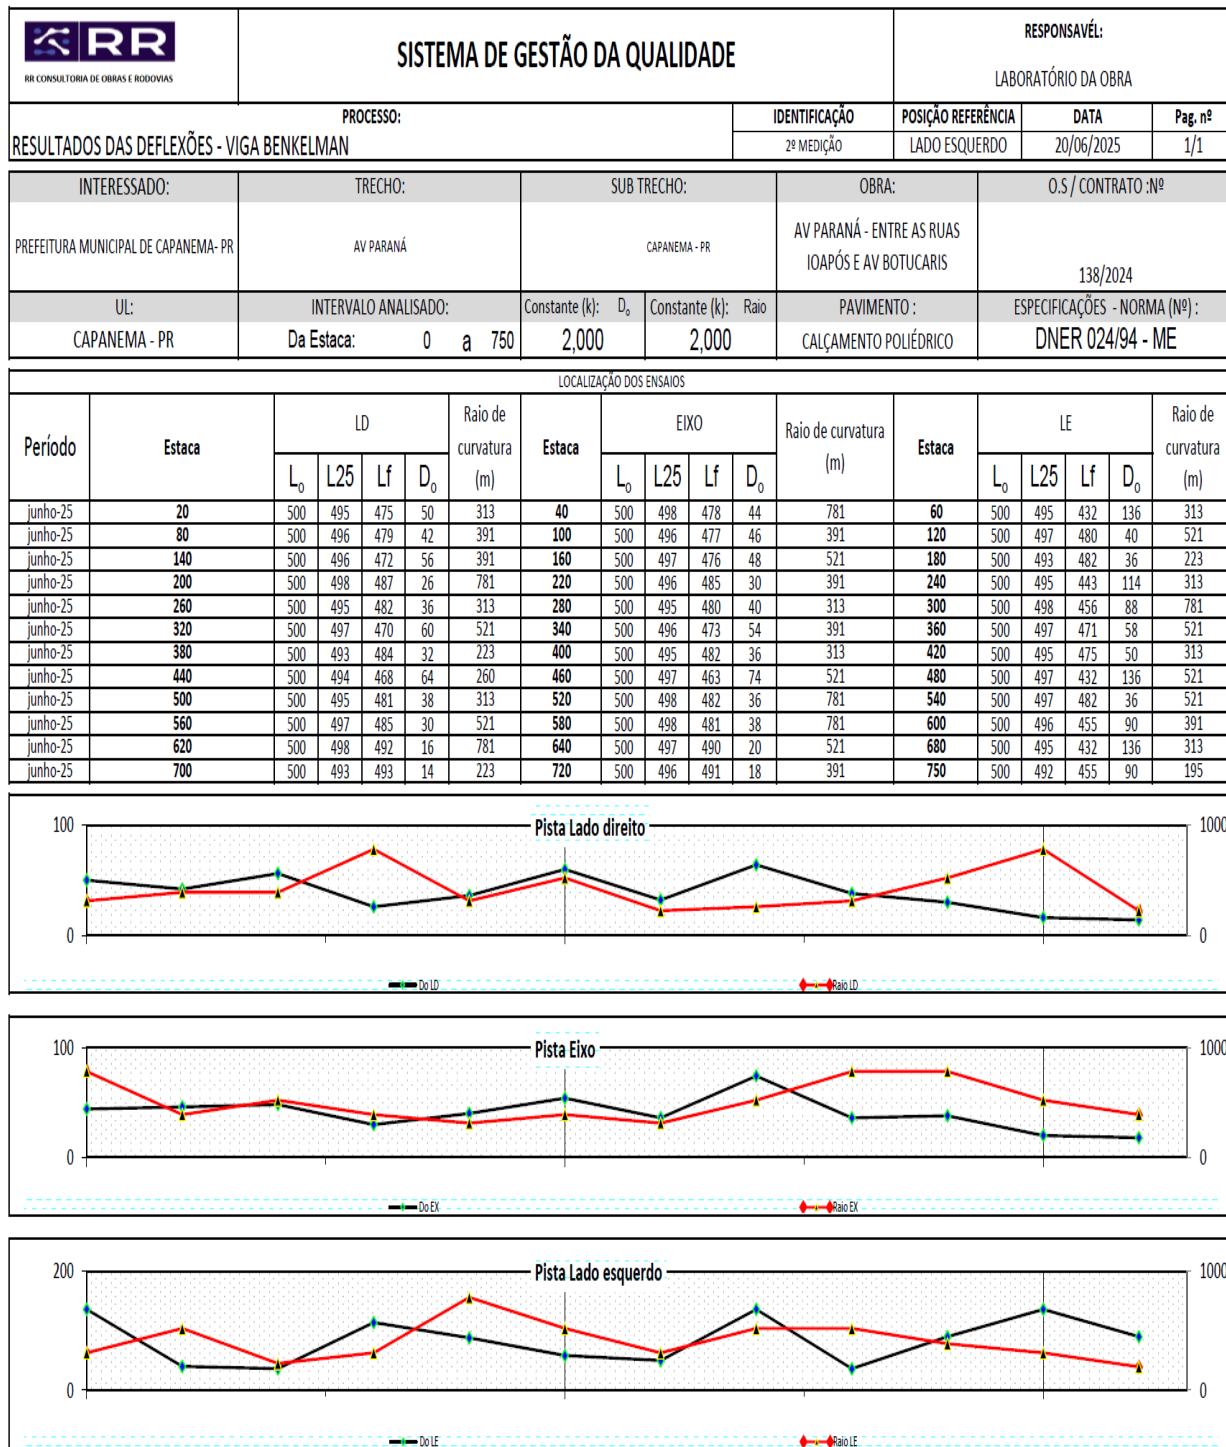 RR
RR CONSULTORIA DE OBRAS E RODOVIAS
SISTEMA DE GESTÃO DA QUALIDADE
RESPONSAVÉL:
LABORATÓRIO DA OBRA
PROCESSO:
RESULTADOS DAS DEFLEXÕES - VIGA BENKELMAN
IDENTIFICAÇÃO
2º MEDIÇÃO
POSIÇÃO REFERÊNCIA
LADO ESQUERDO
DATA
20/06/2025
Pag. nº
1/1
INTERESSADO: TRECHO: SUB TRECHO: OBRA: O.S / CONTRATO :Nº
PREFEITURA MUNICIPAL DE CAPANEMA- PR
AV PARANÁ
CAPANEMA - PR
AV PARANÁ - ENTRE AS RUAS
IOAPÓS E AV BOTUCARIS
138/2024
UL: INTERVALO ANALISADO: Constante (k): D₀ Constante (k): Raio PAVIMENTO : ESPECIFICAÇÕES - NORMA (Nº) :
CAPANEMA - PR Da Estaca: 0 a 750 2,000 2,000 CALÇAMENTO POLIÉDRICO DNER 024/94 - ME
LOCALIZAÇÃO DOS ENSAIOS
Período Estaca LD Raio de curvatura (m) Estaca EIXO Raio de curvatura (m) Estaca LE Raio de curvatura (m)
L₀ L25 Lf D₀ L₀ L25 Lf D₀ L₀ L25 Lf D₀
junho-25 20 500 495 475 50 313 40 500 498 478 44 781 60 500 495 432 136 313
junho-25 80 500 496 479 42 391 100 500 496 477 46 391 120 500 497 480 40 521
junho-25 140 500 496 472 56 391 160 500 497 476 48 521 180 500 493 482 36 223
junho-25 200 500 498 487 26 781 220 500 496 485 30 391 240 500 495 443 114 313
junho-25 260 500 495 482 36 313 280 500 495 480 40 313 300 500 498 456 88 781
junho-25 320 500 497 470 60 521 340 500 496 473 54 391 360 500 497 471 58 521
junho-25 380 500 493 484 32 223 400 500 495 482 36 313 420 500 495 475 50 313
junho-25 440 500 494 468 64 260 460 500 497 463 74 521 480 500 497 432 136 521
junho-25 500 500 495 481 38 313 520 500 498 482 36 781 540 500 497 482 36 521
junho-25 560 500 497 485 30 521 580 500 498 481 38 781 600 500 496 455 90 391
junho-25 620 500 498 492 16 781 640 500 497 490 20 521 680 500 495 432 136 313
junho-25 700 500 493 493 14 223 720 500 496 491 18 391 750 500 492 455 90 195
Pista Lado direito
100 1000
0 0
Do LD Raio LD
Pista Eixo
100 1000
0 0
Do EX Raio EX
Pista Lado esquerdo
200 1000
0 0
Do LE Raio LE